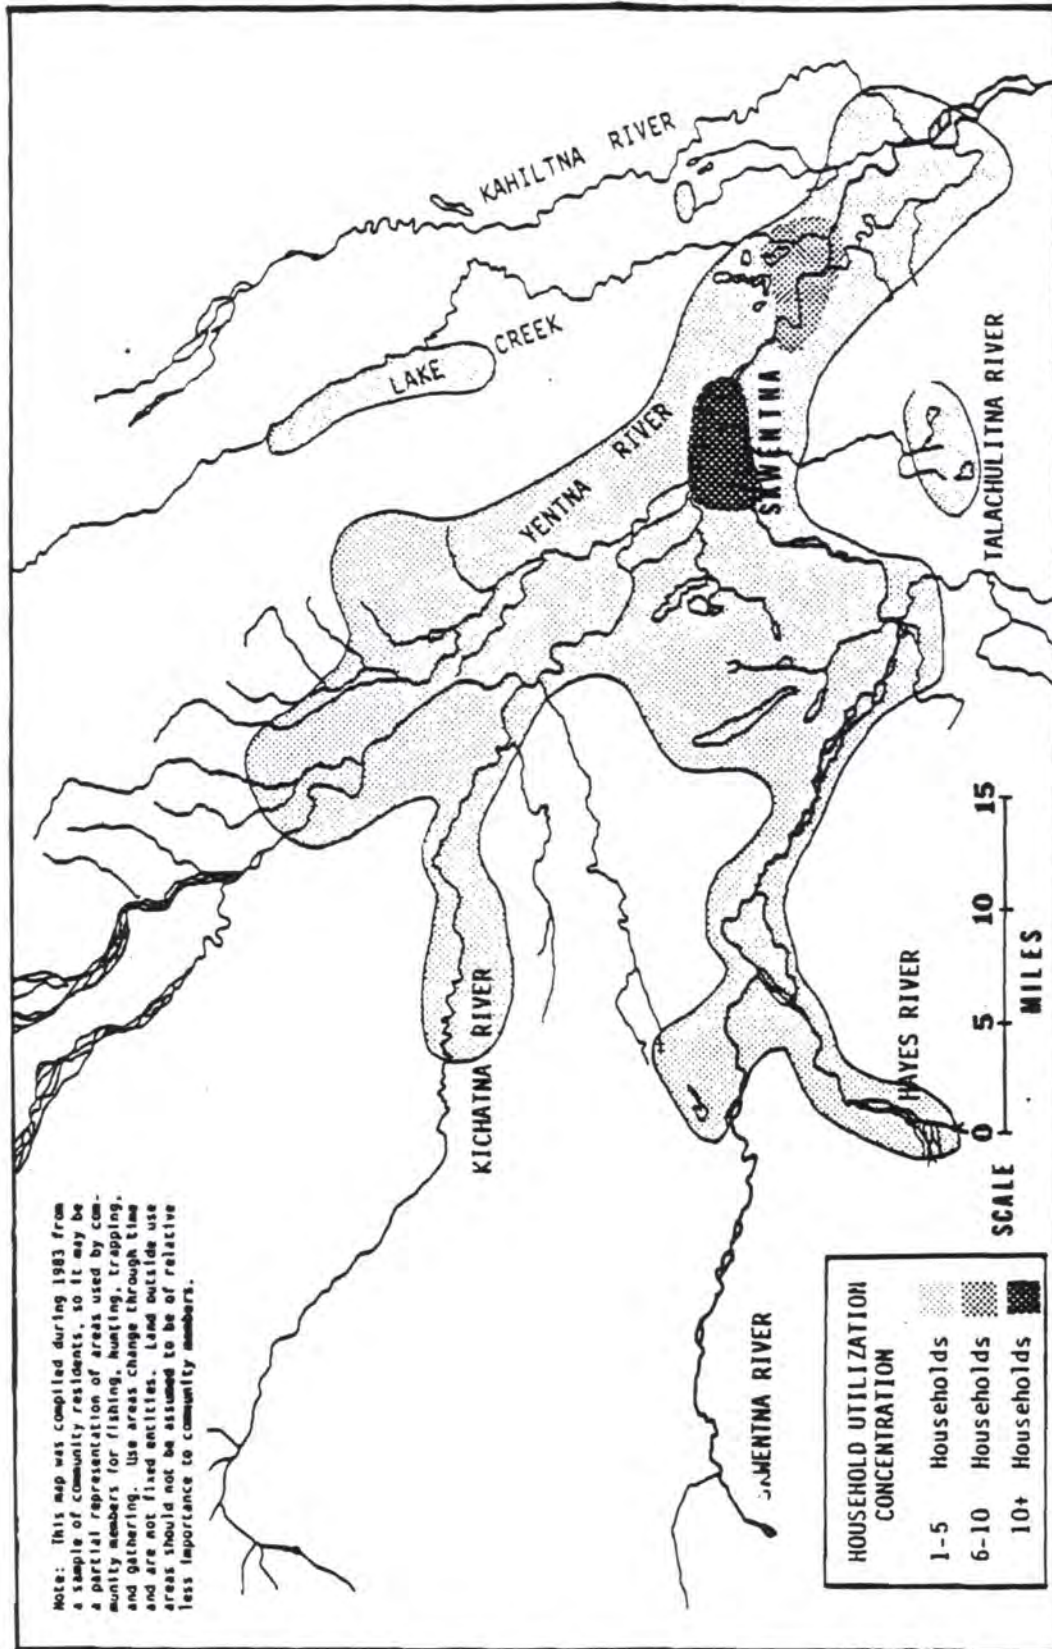 Note: This map was compiled during 1983 from
a sample of community residents, so it may be
a partial representation of areas used by com-
munity members for fishing, hunting, trapping,
and gathering. Use areas change through time
and are not fixed entities. Land outside use
areas should not be assumed to be of relative
less importance to community members.
KAHILTNA RIVER
LAKE CREEK
YENTNA RIVER
SKWENTNA
KICHATNA RIVER
TALACHULITNA RIVER
SKWENTNA RIVER
HAYES RIVER
HOUSEHOLD UTILIZATION
CONCENTRATION
1-5 Households
6-10 Households
10+ Households
SCALE
0 5 10 15
MILES